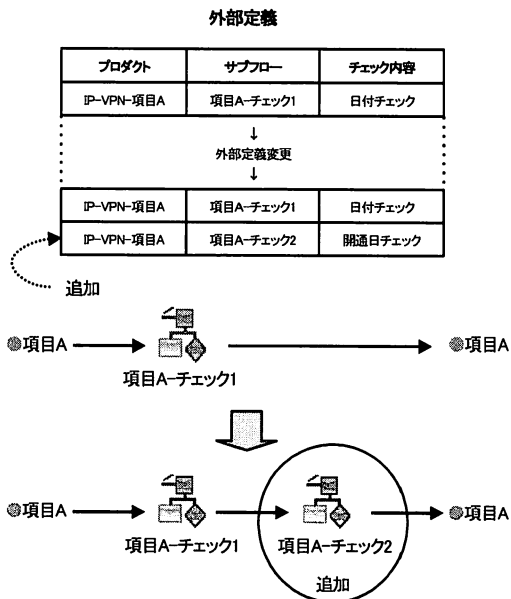 外部定義
プロダクト サブフロー チェック内容
IP-VPN-項目A 項目A-チェック1 日付チェック
↓
外部定義変更
↓
IP-VPN-項目A 項目A-チェック1 日付チェック
IP-VPN-項目A 項目A-チェック2 開通日チェック
追加
項目A 項目A
項目A-チェック1
項目A 項目A
項目A-チェック1 項目A-チェック2
追加